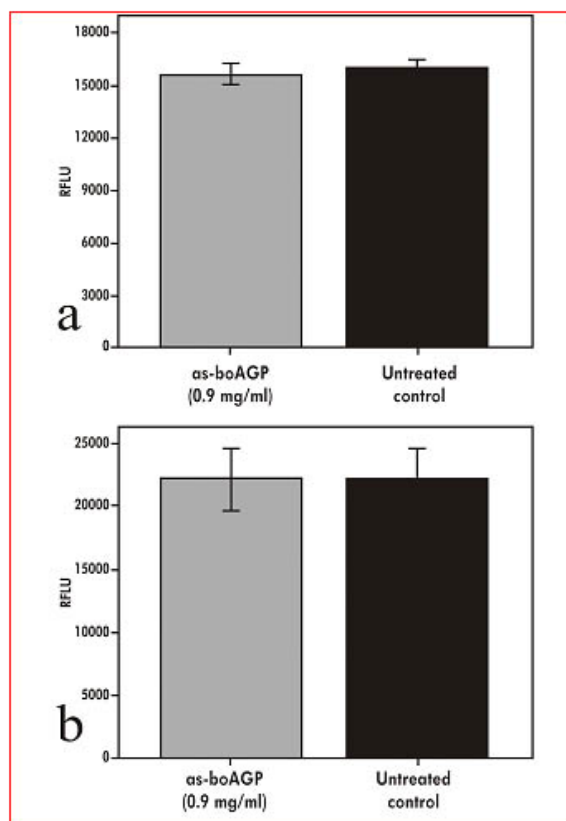 18000
15000
12000
9000
6000
3000
0
RFLU
a
as-boAGP
(0.9 mg/ml)
Untreated
control
25000
20000
15000
10000
5000
0
RFLU
b
as-boAGP
(0.9 mg/ml)
Untreated
control